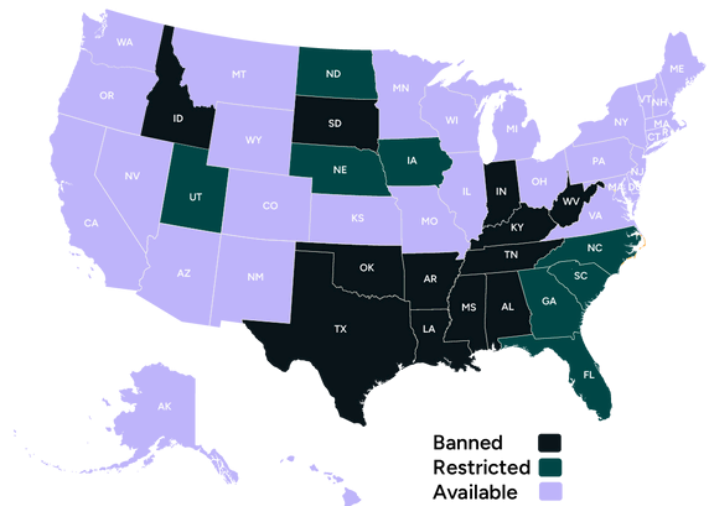 WA
MT
ND
MN
ME
OR
ID
SD
WI
MI
VT
NH
NY
MA
CT
WY
NE
IA
PA
NJ
NV
UT
CO
KS
MO
IL
IN
OH
WV
VA
MA
CA
KY
NC
AZ
NM
OK
AR
TN
SC
TX
LA
MS
AL
GA
FL
AK
Banned
Restricted
Available